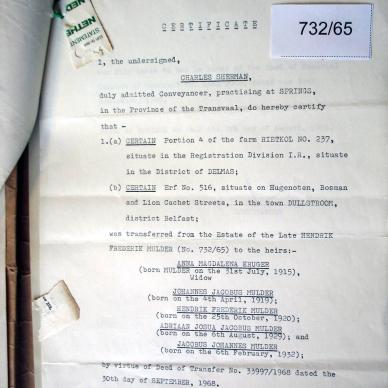 CERTIFICATE
732/65
I, the undersigned,
CHARLES SHERMAN,
duly admitted Conveyancer, practising at SPRINGS,
in the Province of the Transvaal, do hereby certify
that -
1.(a) CERTAIN Portion 4 of the farm HIETKOL NO. 237,
situate in the Registration Division I.R., situate
in the District of DELMAS;
(b) CERTAIN Erf No. 516, situate on Hugenoten, Bosman
and Lion Cachet Streets, in the town DULLSTROOM,
district Belfast;
was transferred from the Estate of the Late HENDRIK
FREDERIK MULDER (No. 732/65) to the heirs:-
ANNA MAGDALENA KRUGER
(born MULDER on the 31st July, 1915),
Widow
JOHANNES JACOBUS MULDER
(born on the 4th April, 1919);
HENDRIK FREDERIK MULDER
(born on the 25th October, 1920);
ADRIAAN JOSUA JACOBUS MULDER
(born on the 6th August, 1929); and
JACOBUS JOHANNES MULDER
(born on the 6th February, 1932);
by virtue of Deed of Transfer No. 33997/1968 dated the
30th day of SEPTEMBER, 1968.
STATEMENT
NETHE